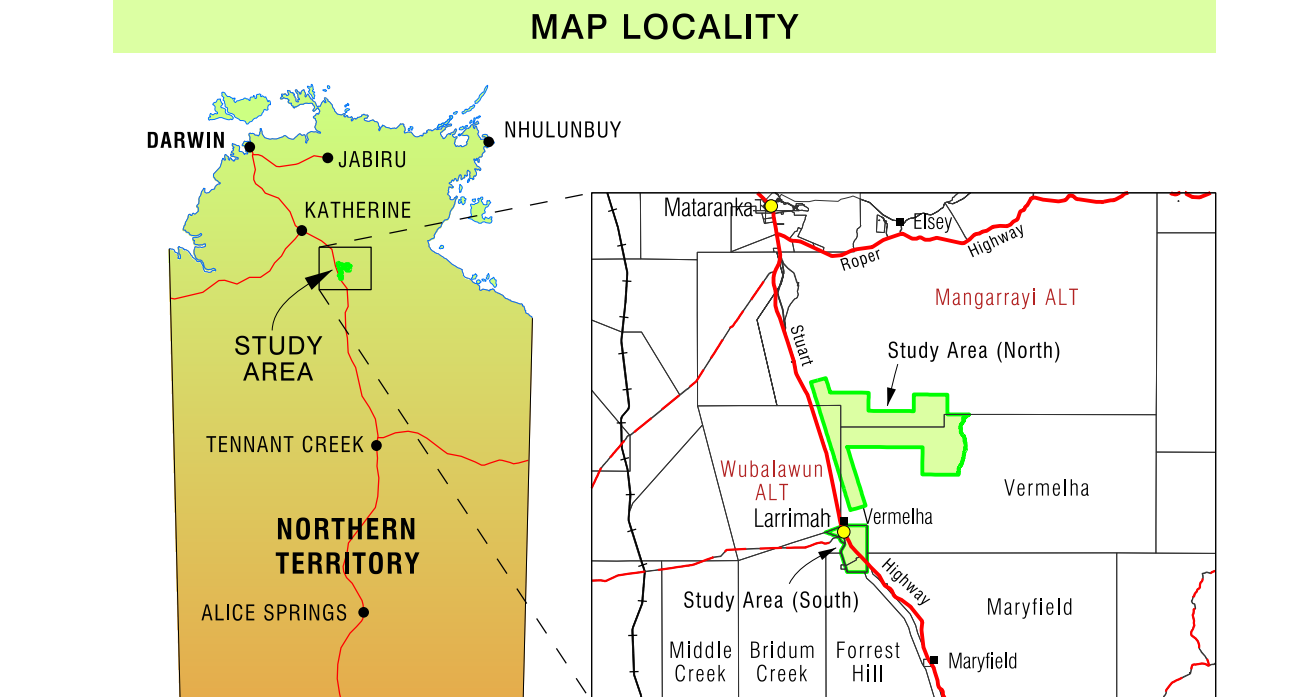 MAP LOCALITY
DARWIN
NHULUNBUY
JABIRU
KATHERINE
STUDY
AREA
TENNANT CREEK
NORTHERN
TERRITORY
ALICE SPRINGS
Mataranka
Elsey
Roper
Highway
Mangarrayi ALT
Stuart
Study Area (North)
Wubalawun
ALT
Vermelha
Larrimah
Vermelha
Highway
Study Area (South)
Maryfield
Middle
Creek
Bridum
Creek
Forrest
Hill
Maryfield